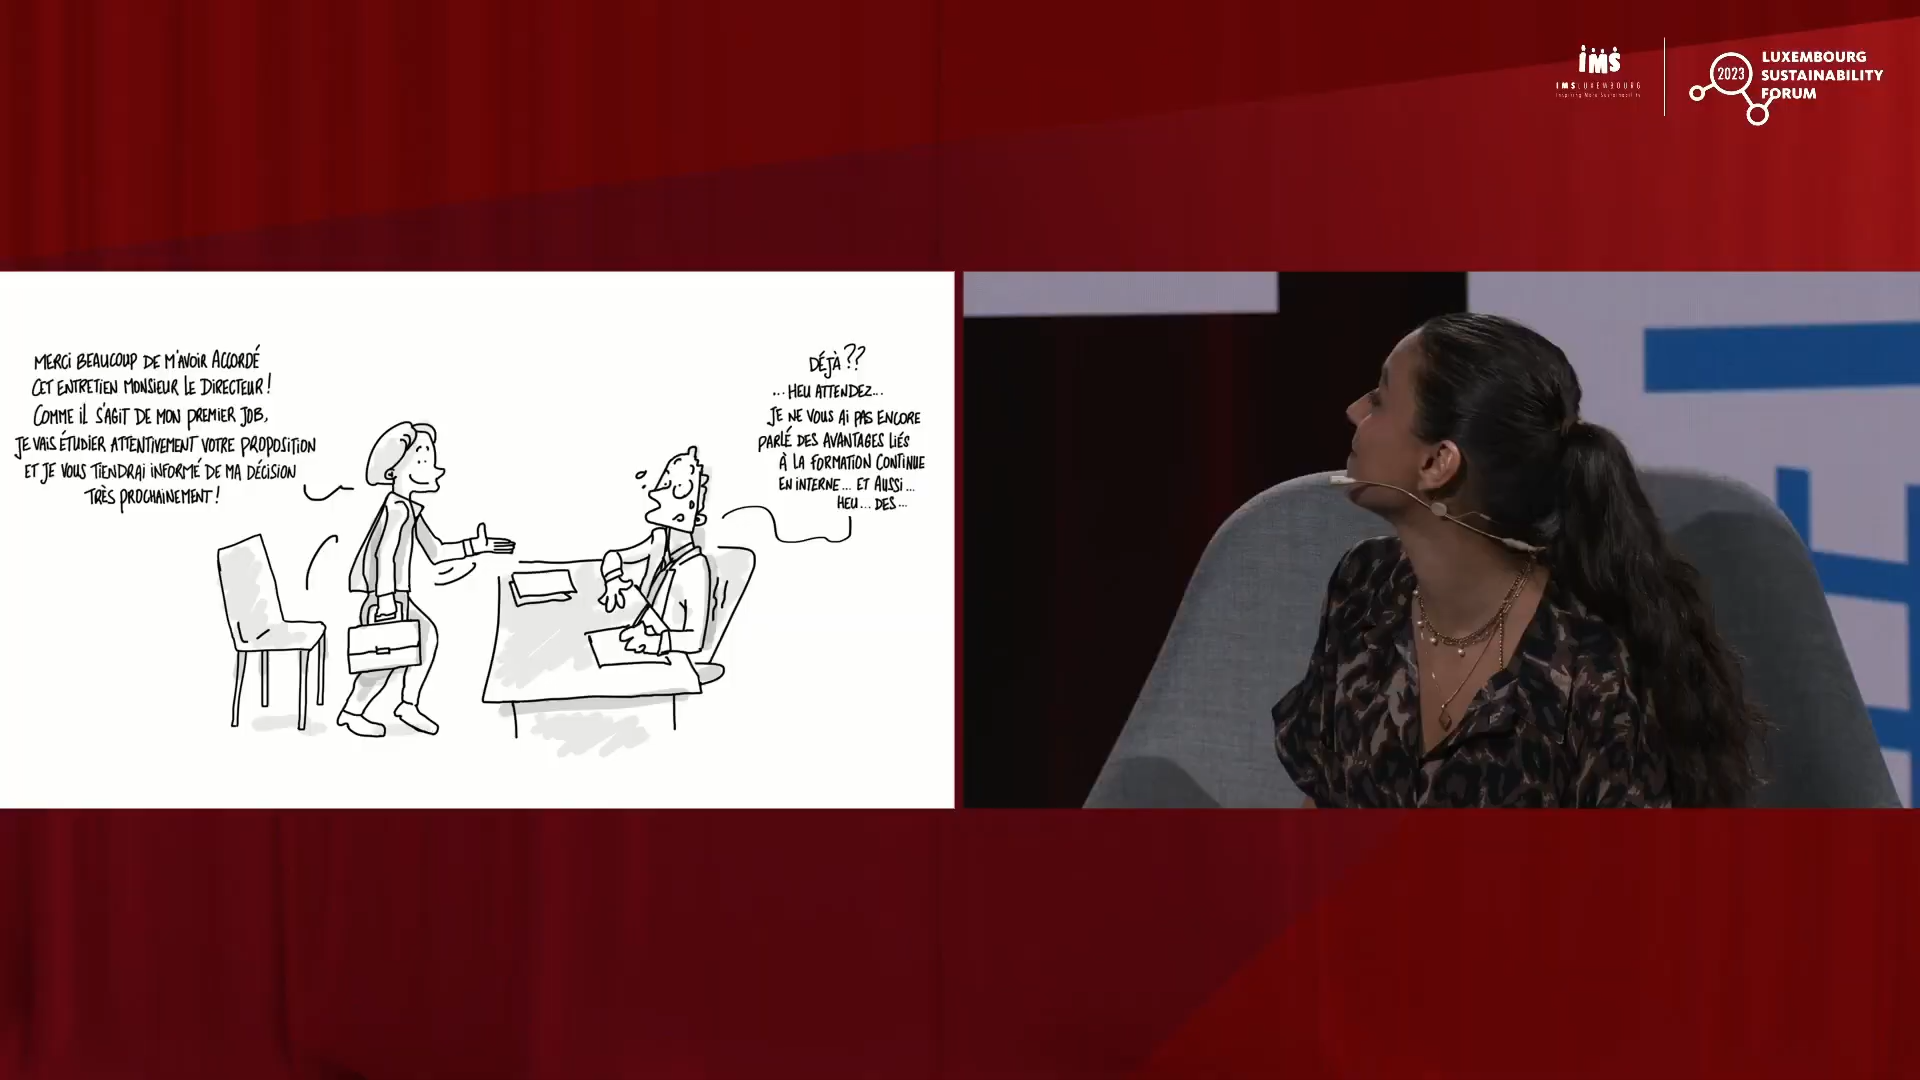 iMS
IMS LUXEMBOURG
Inspiring More Sustainability
2023
LUXEMBOURG
SUSTAINABILITY
FORUM
MERCI BEAUCOUP DE M'AVOIR ACCORDÉ
CET ENTRETIEN MONSIEUR LE DIRECTEUR !
COMME IL S'AGIT DE MON PREMIER JOB,
JE VAIS ÉTUDIER ATTENTIVEMENT VOTRE PROPOSITION
ET JE VOUS TIENDRAI INFORMÉ DE MA DÉCISION
TRÈS PROCHAINEMENT !
DÉJÀ ??
... HEU ATTENDEZ...
JE NE VOUS AI PAS ENCORE
PARLÉ DES AVANTAGES LIÉS
À LA FORMATION CONTINUE
EN INTERNE... ET AUSSI...
HEU... DES...